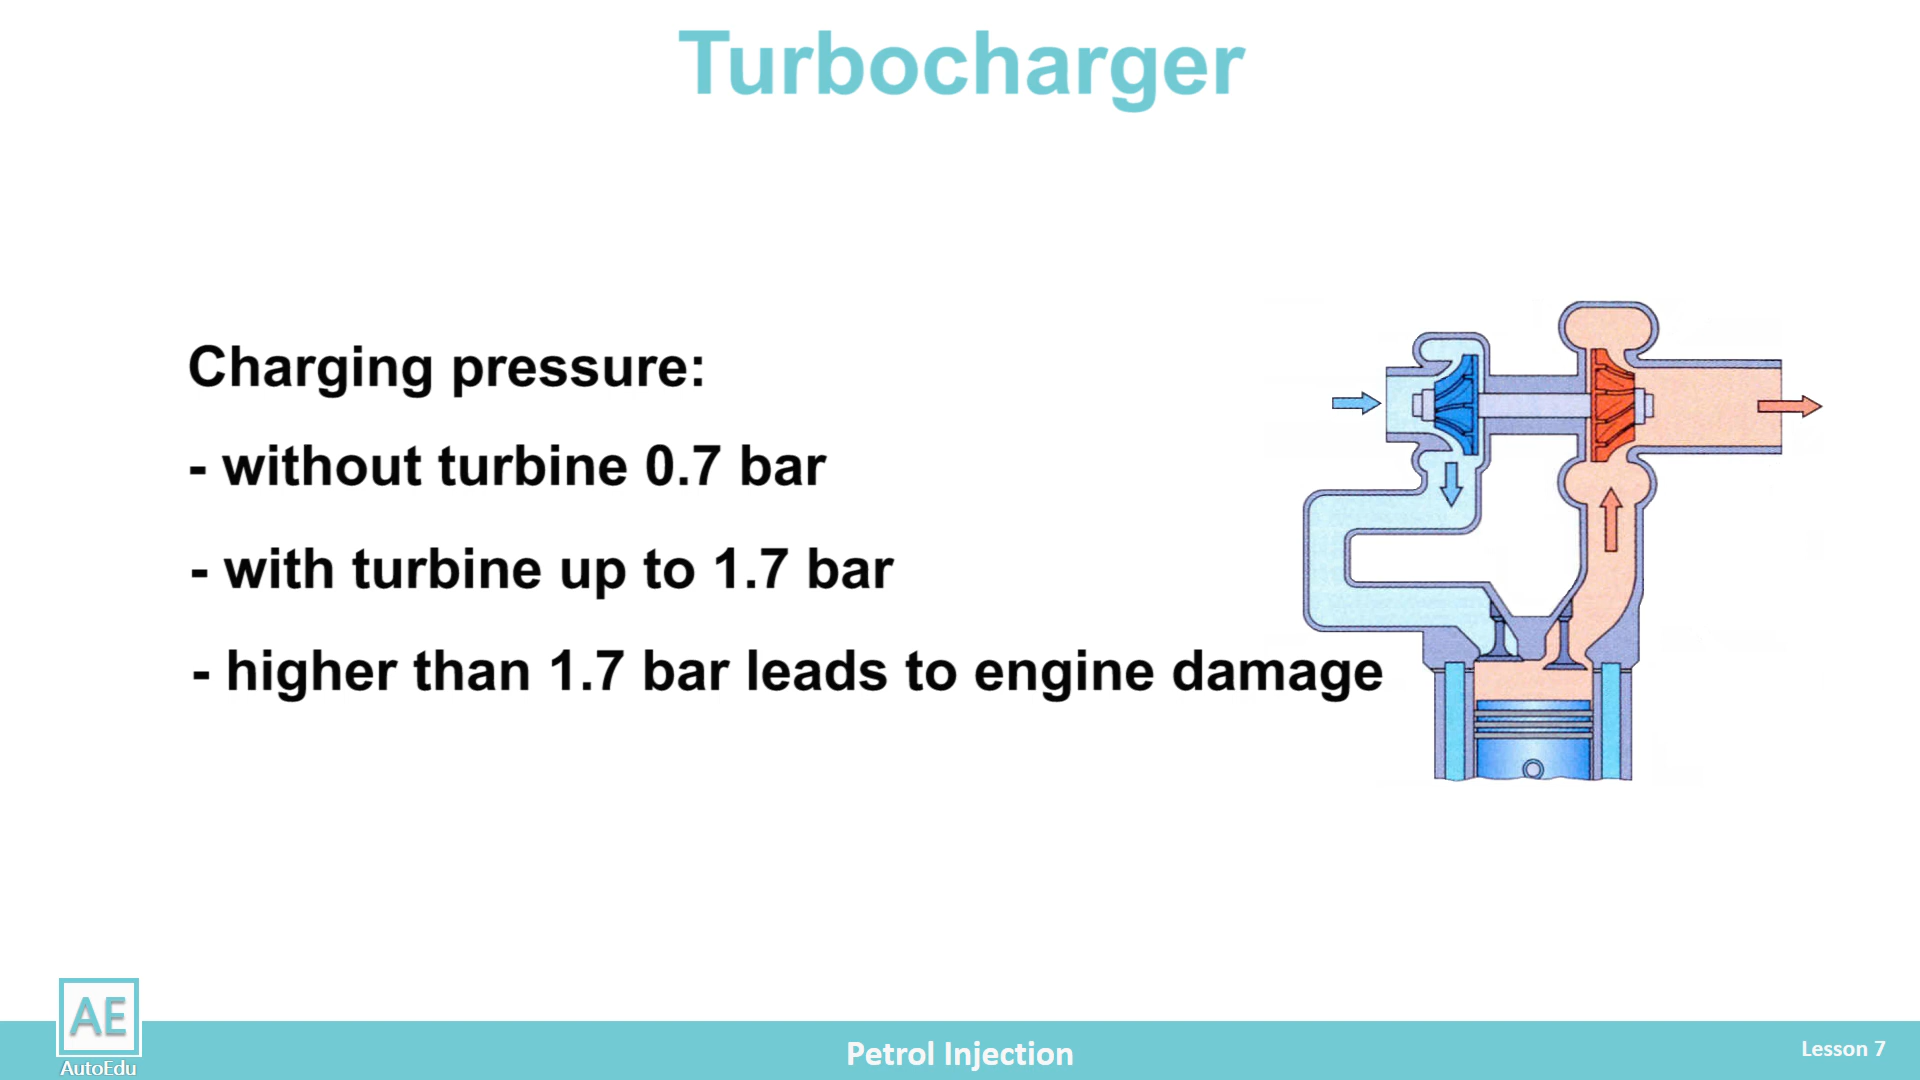 Turbocharger
Charging pressure:
- without turbine 0.7 bar
- with turbine up to 1.7 bar
- higher than 1.7 bar leads to engine damage
AE
AutoEdu
Petrol Injection
Lesson 7